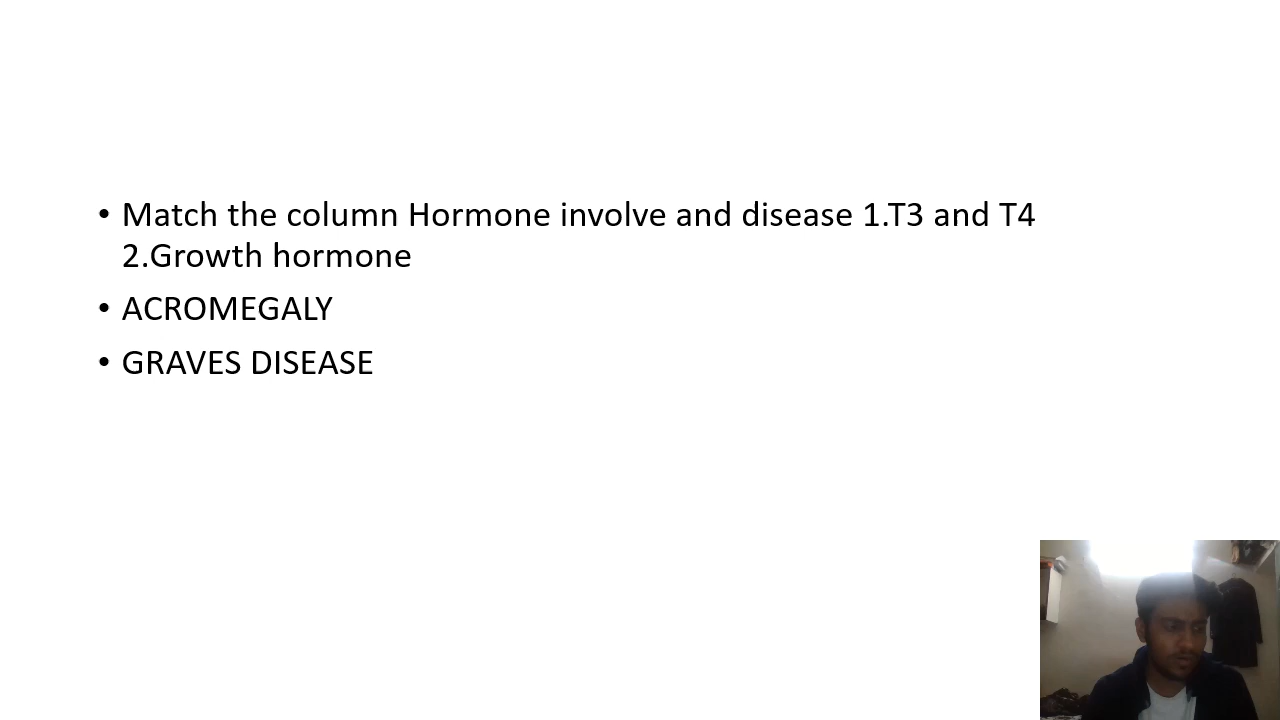 • Match the column Hormone involve and disease 1.T3 and T4
2.Growth hormone
• ACROMEGALY
• GRAVES DISEASE